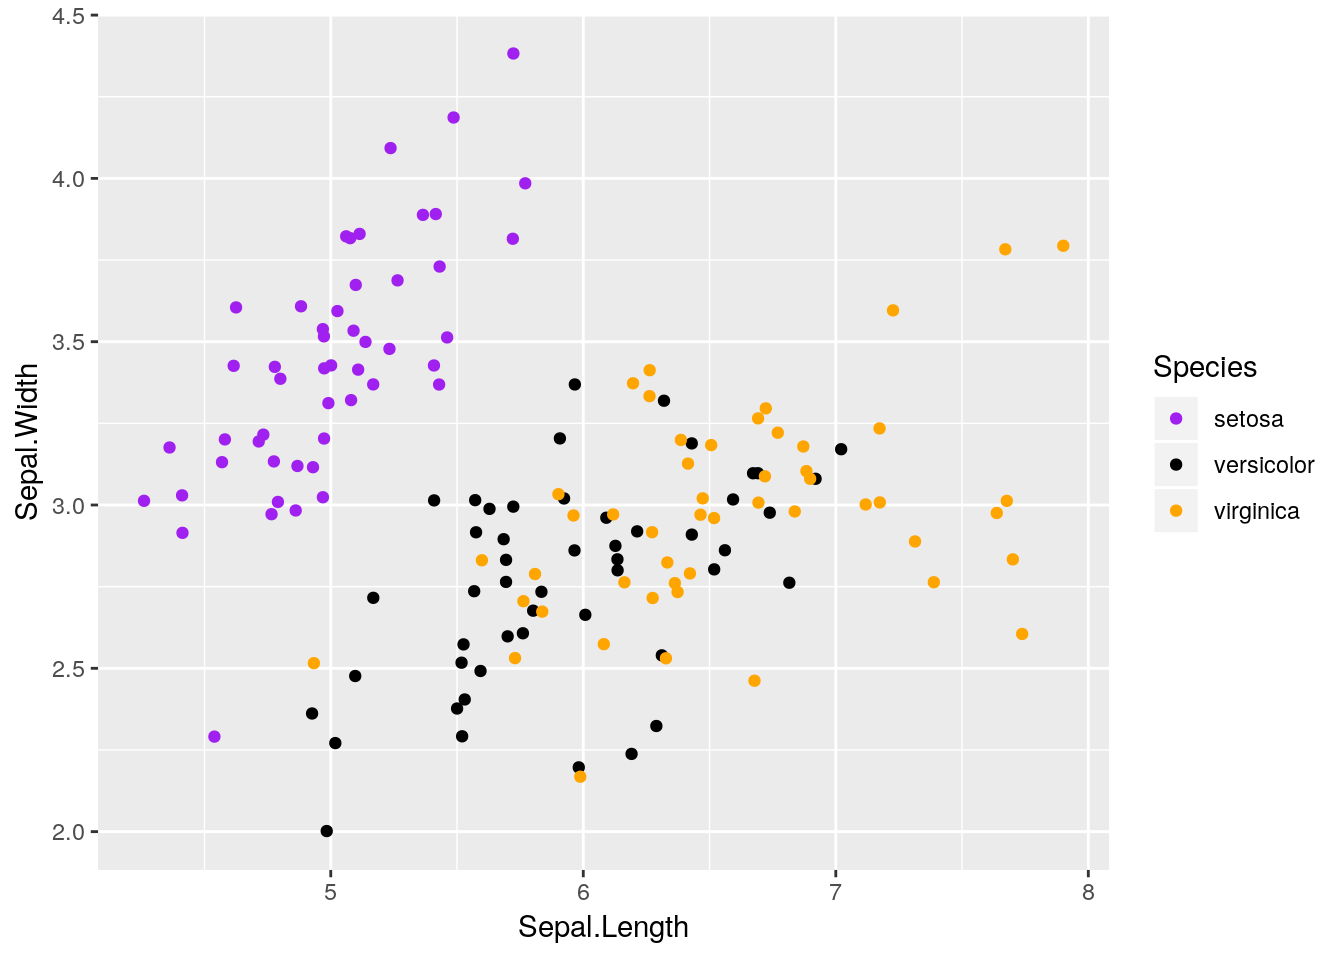 4.5
4.0
3.5
3.0
2.5
2.0
Sepal.Width
5 6 7 8
Sepal.Length
Species
setosa
versicolor
virginica